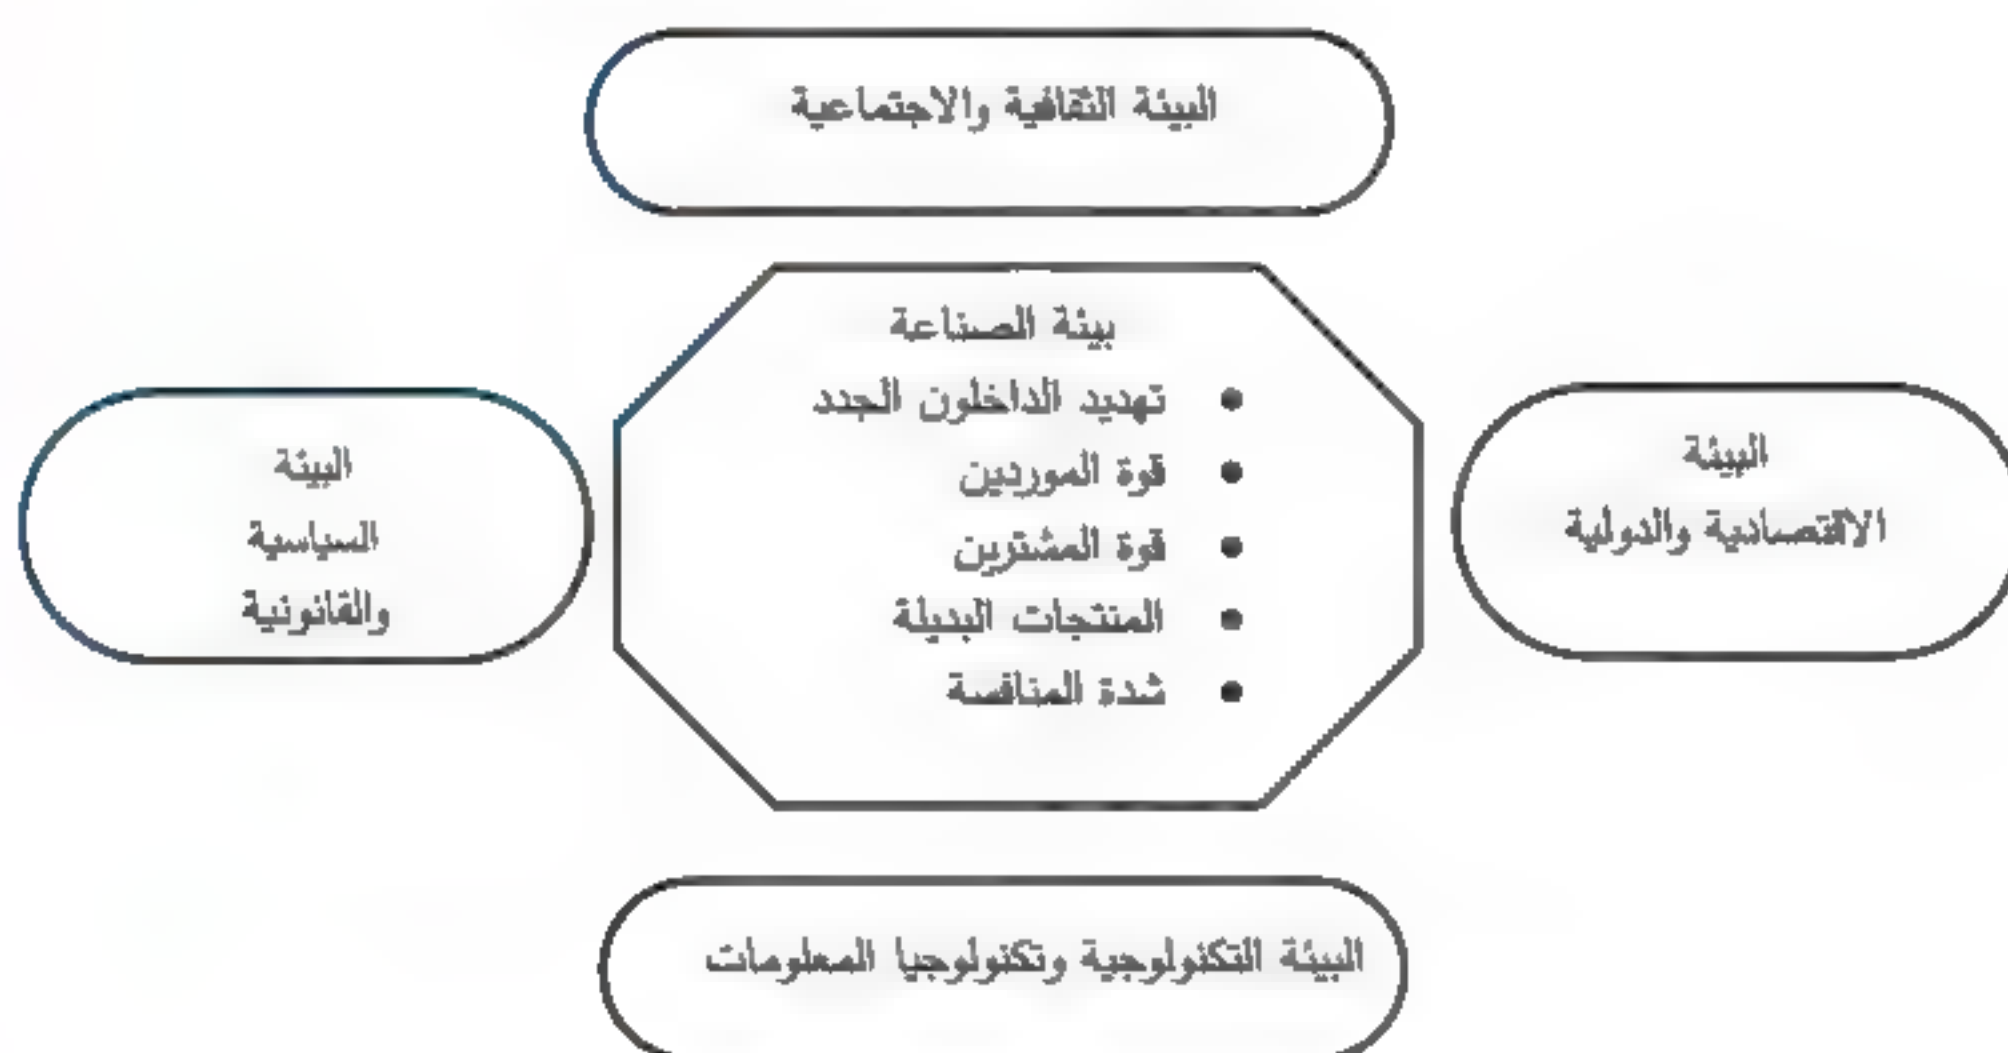 البيئة الثقافية والاجتماعية
بيئة الصناعة
• تهديد الداخلون الجدد
• قوة الموردين
• قوة المشترين
• المنتجات البديلة
• شدة المنافسة
البيئة
الاقتصادية والدولية
البيئة
السياسية
والقانونية
البيئة التكنولوجية وتكنولوجيا المعلومات